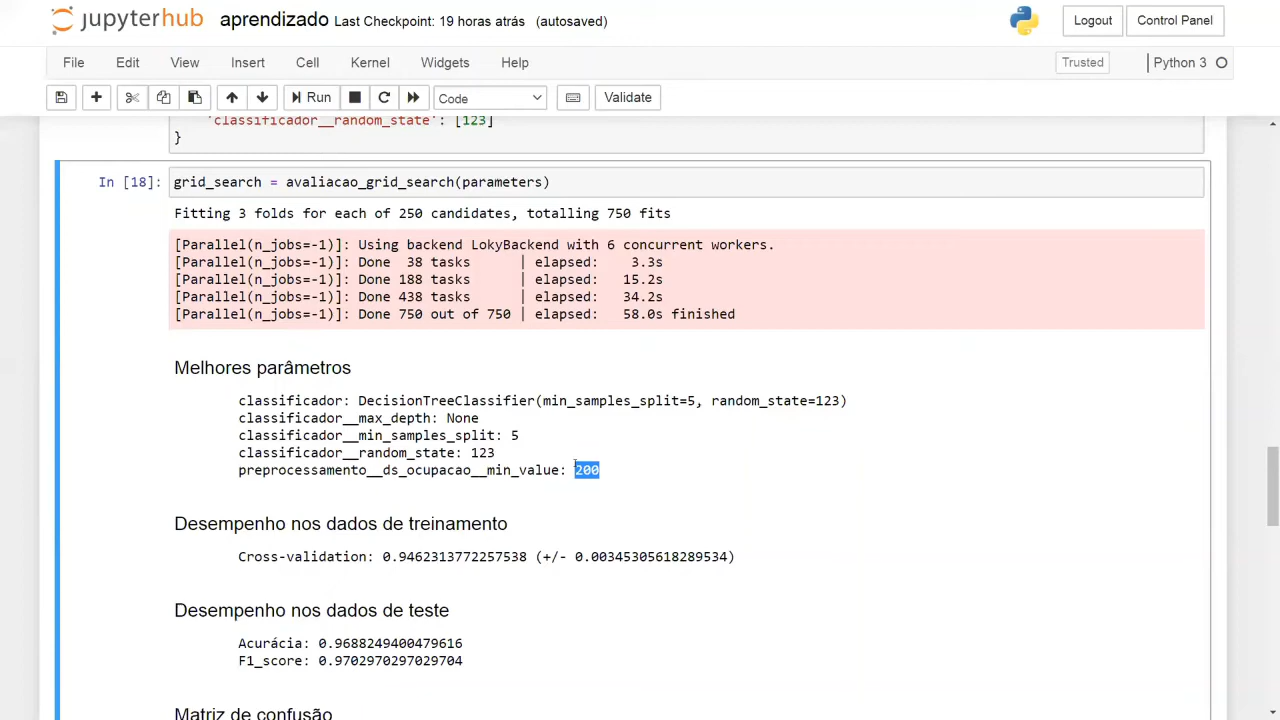 jupyterhub aprendizado Last Checkpoint: 19 horas atrás (autosaved) Logout Control Panel
File Edit View Insert Cell Kernel Widgets Help Trusted Python 3
Run Code Validate
'classificador__random_state': [123]
}
In [18]: grid_search = avaliacao_grid_search(parameters)
Fitting 3 folds for each of 250 candidates, totalling 750 fits
[Parallel(n_jobs=-1)]: Using backend LokyBackend with 6 concurrent workers.
[Parallel(n_jobs=-1)]: Done 38 tasks | elapsed: 3.3s
[Parallel(n_jobs=-1)]: Done 188 tasks | elapsed: 15.2s
[Parallel(n_jobs=-1)]: Done 438 tasks | elapsed: 34.2s
[Parallel(n_jobs=-1)]: Done 750 out of 750 | elapsed: 58.0s finished
Melhores parâmetros
classificador: DecisionTreeClassifier(min_samples_split=5, random_state=123)
classificador__max_depth: None
classificador__min_samples_split: 5
classificador__random_state: 123
preprocessamento__ds_ocupacao__min_value: 200
Desempenho nos dados de treinamento
Cross-validation: 0.9462313772257538 (+/- 0.00345305618289534)
Desempenho nos dados de teste
Acurácia: 0.9688249400479616
F1_score: 0.9702970297029704
Matriz de confusão